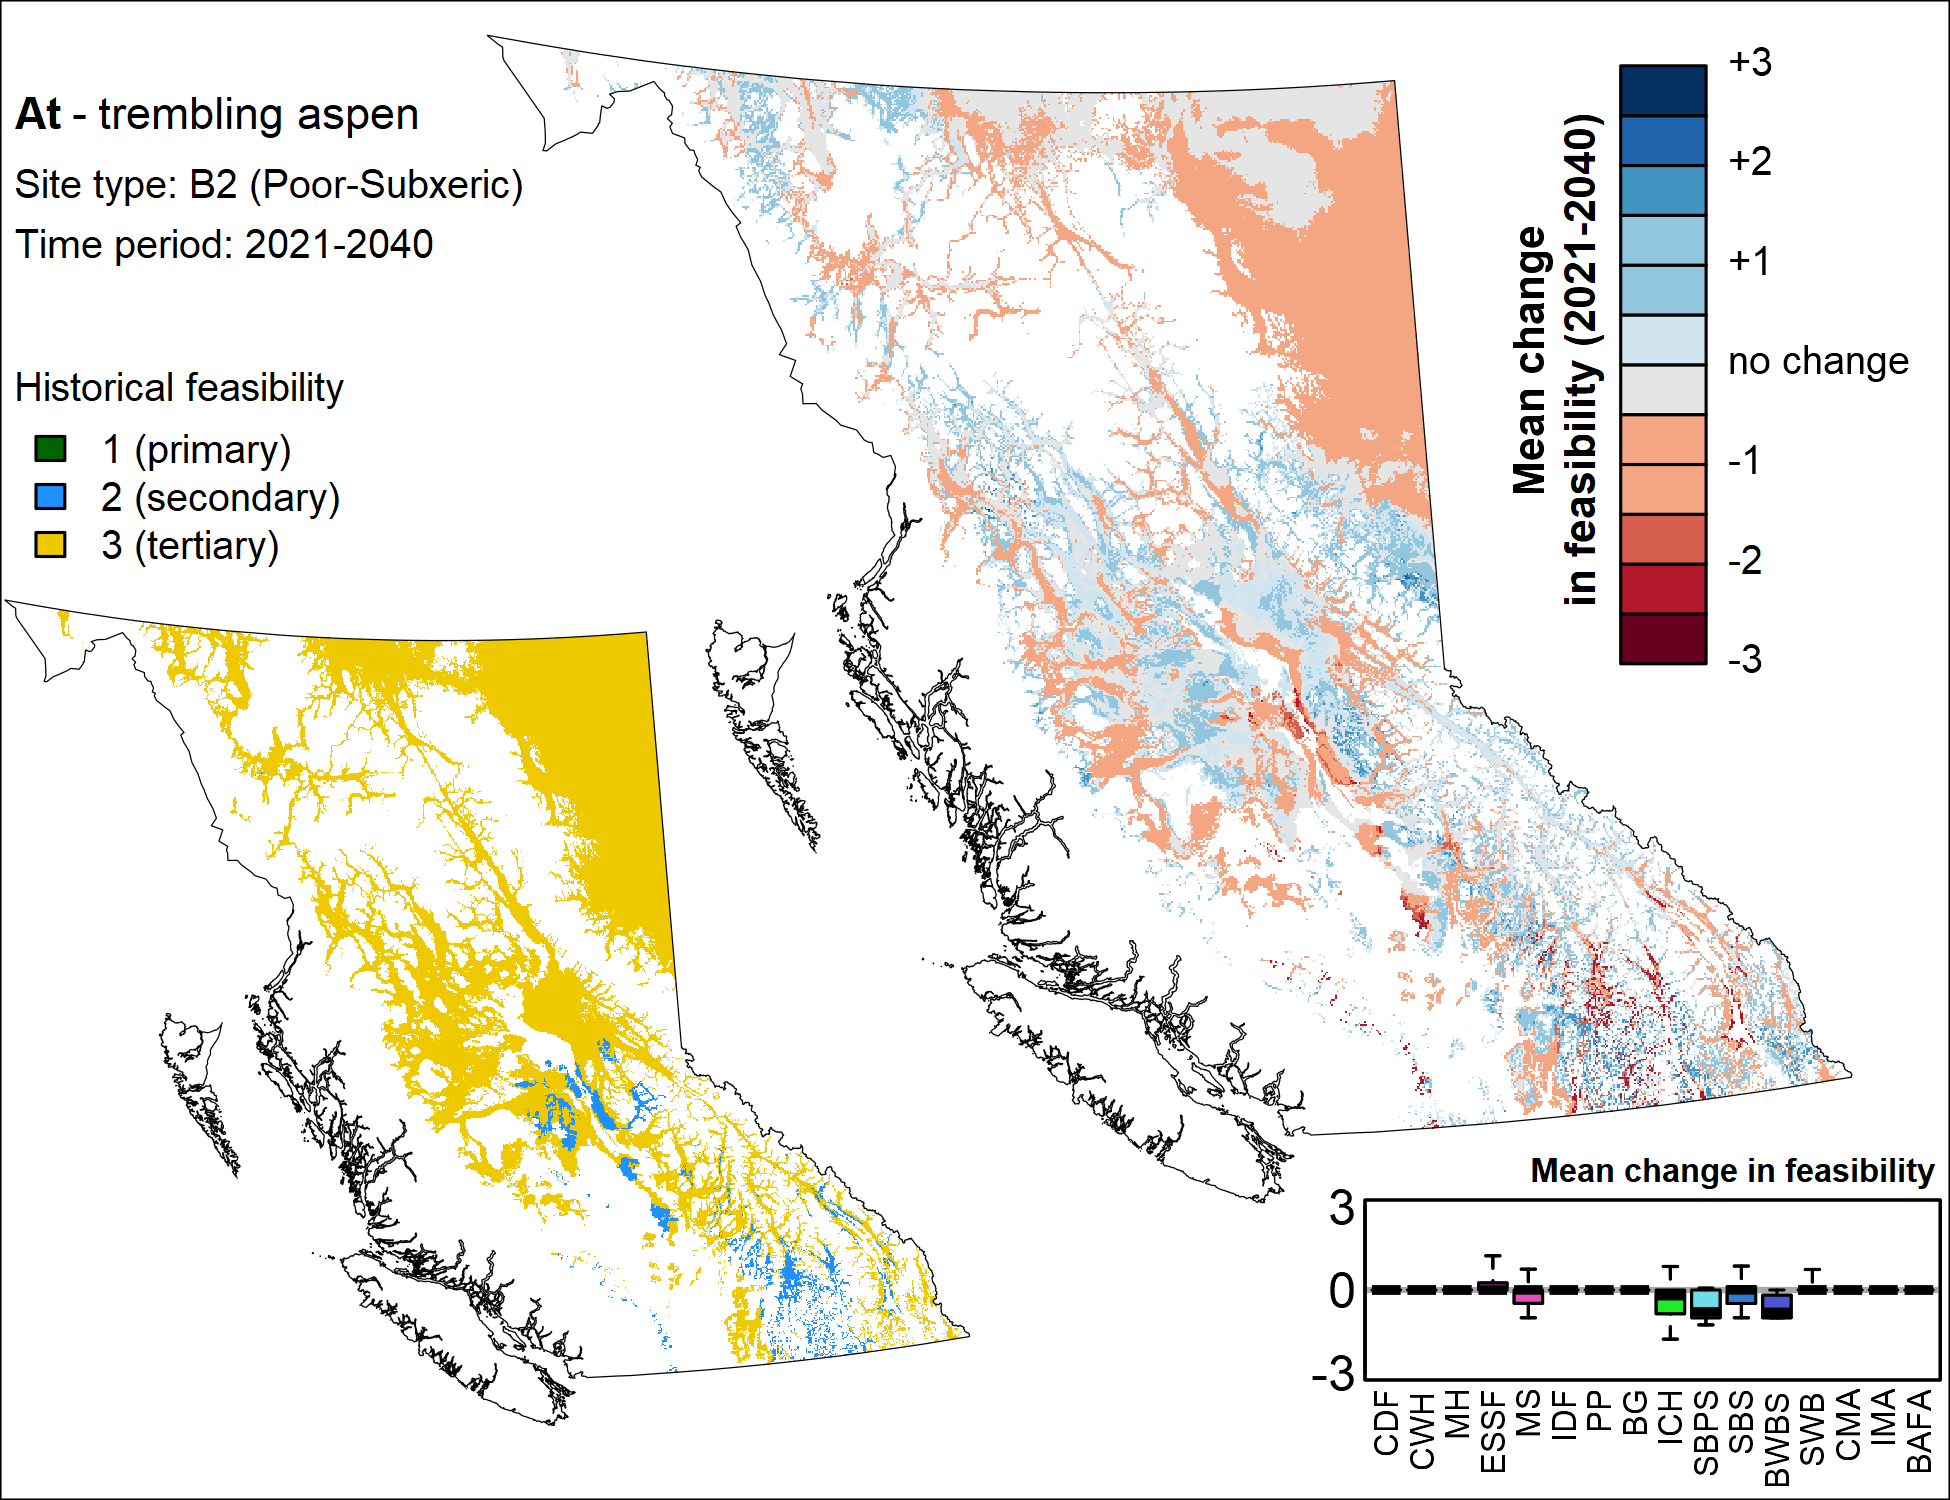 At - trembling aspen
Site type: B2 (Poor-Subxeric)
Time period: 2021-2040
Historical feasibility
1 (primary)
2 (secondary)
3 (tertiary)
Mean change
in feasibility (2021-2040)
+3
+2
+1
no change
-1
-2
-3
Mean change in feasibility
3
0
-3
CDF
CWH
MH
ESSF
MS
IDF
PP
BG
ICH
SBPS
SBS
BWBS
SWB
CMA
IMA
BAFA